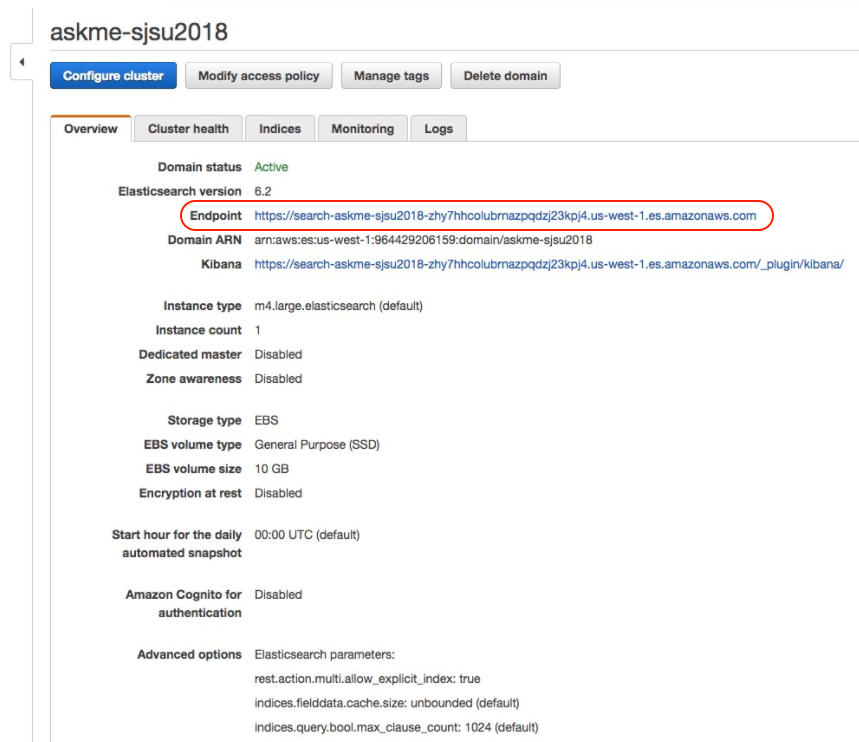 askme-sjsu2018
Configure cluster Modify access policy Manage tags Delete domain
Overview Cluster health Indices Monitoring Logs
Domain status Active
Elasticsearch version 6.2
Endpoint https://search-askme-sjsu2018-zhy7hhcolubrnazpqdzj23kpj4.us-west-1.es.amazonaws.com
Domain ARN arn:aws:es:us-west-1:964429206159:domain/askme-sjsu2018
Kibana https://search-askme-sjsu2018-zhy7hhcolubrnazpqdzj23kpj4.us-west-1.es.amazonaws.com/_plugin/kibana/
Instance type m4.large.elasticsearch (default)
Instance count 1
Dedicated master Disabled
Zone awareness Disabled
Storage type EBS
EBS volume type General Purpose (SSD)
EBS volume size 10 GB
Encryption at rest Disabled
Start hour for the daily 00:00 UTC (default)
automated snapshot
Amazon Cognito for Disabled
authentication
Advanced options Elasticsearch parameters:
rest.action.multi.allow_explicit_index: true
indices.fielddata.cache.size: unbounded (default)
indices.query.bool.max_clause_count: 1024 (default)